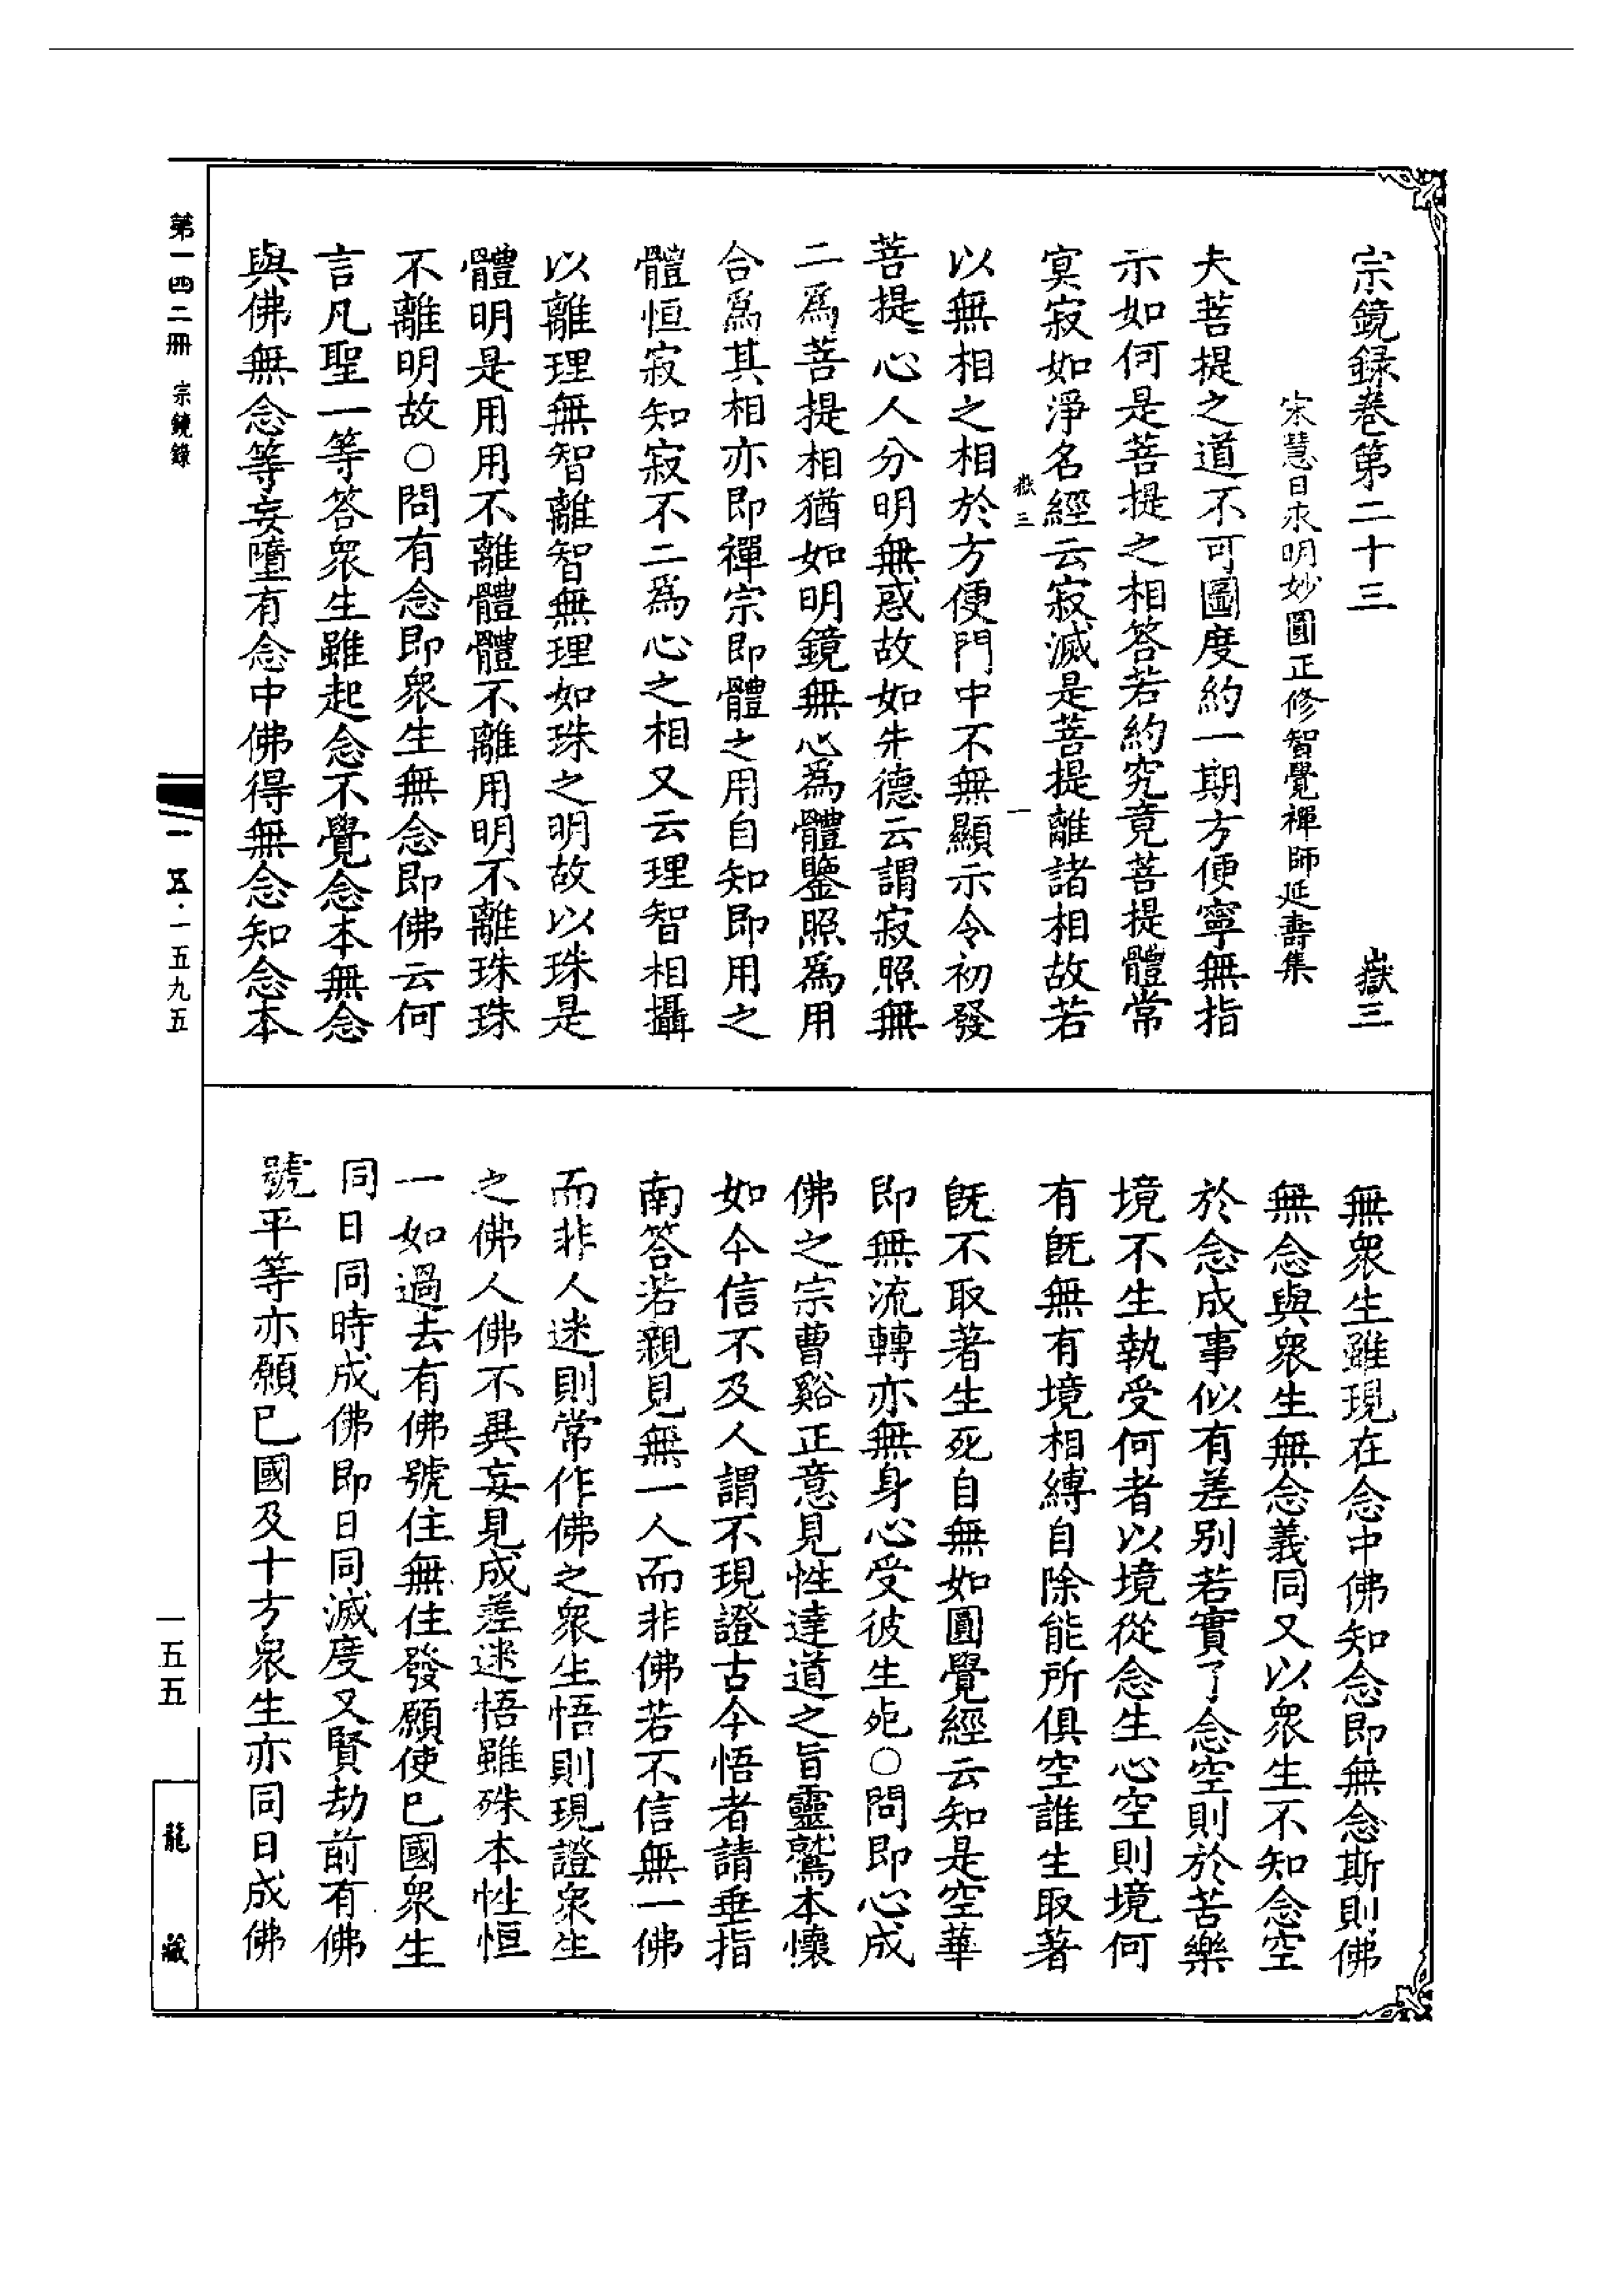 宗鏡録卷第二十三 嶽三
宋慧日永明妙圓正修智覺禪師延壽集
夫菩提之道不可圖度約一期方便寧無指
示如何是菩提之相答若約究竟菩提體常
冥寂如淨名經云寂滅是菩提離諸相故若
嶽三 一
以無相之相於方便門中不無顯示令初發
菩提心人分明無惑故如先德云謂寂照無
二爲菩提相猶如明鏡無心爲體鑒照爲用
合爲其相亦即禪宗即體之用自知即用之
體恒寂知寂不二爲心之相又云理智相攝
以離理無智離智無理如珠之明故以珠是
體明是用用不離體體不離用明不離珠珠
不離明故○問有念即衆生無念即佛云何
言凡聖一等答衆生雖起念不覺念本無念
與佛無念等妄墮有念中佛得無念知念本
無衆生雖現在念中佛知念即無念斯則佛
無念與衆生無念義同又以衆生不知念空
於念成事似有差別若實了念空則於苦樂
境不生執受何者以境從念生心空則境何
有旣無有境相縛自除能所俱空誰生取著
旣不取著生死自無如圓覺經云知是空華
即無流轉亦無身心受彼生死○問即心成
佛之宗曹谿正意見性達道之旨靈鷲本懷
如今信不及人謂不現證古今悟者請垂指
南答若親見無一人而非佛若不信無一佛
而非人迷則常作佛之衆生悟則現證衆生
之佛人佛不異妄見成差迷悟雖殊本性恒
一如過去有佛號住無住發願使已國衆生
同日同時成佛即日同滅度又賢劫前有佛
號平等亦願已國及十方衆生亦同日成佛
第一四二冊 宗鏡錄
一一五·一五九五
一五五
龍藏